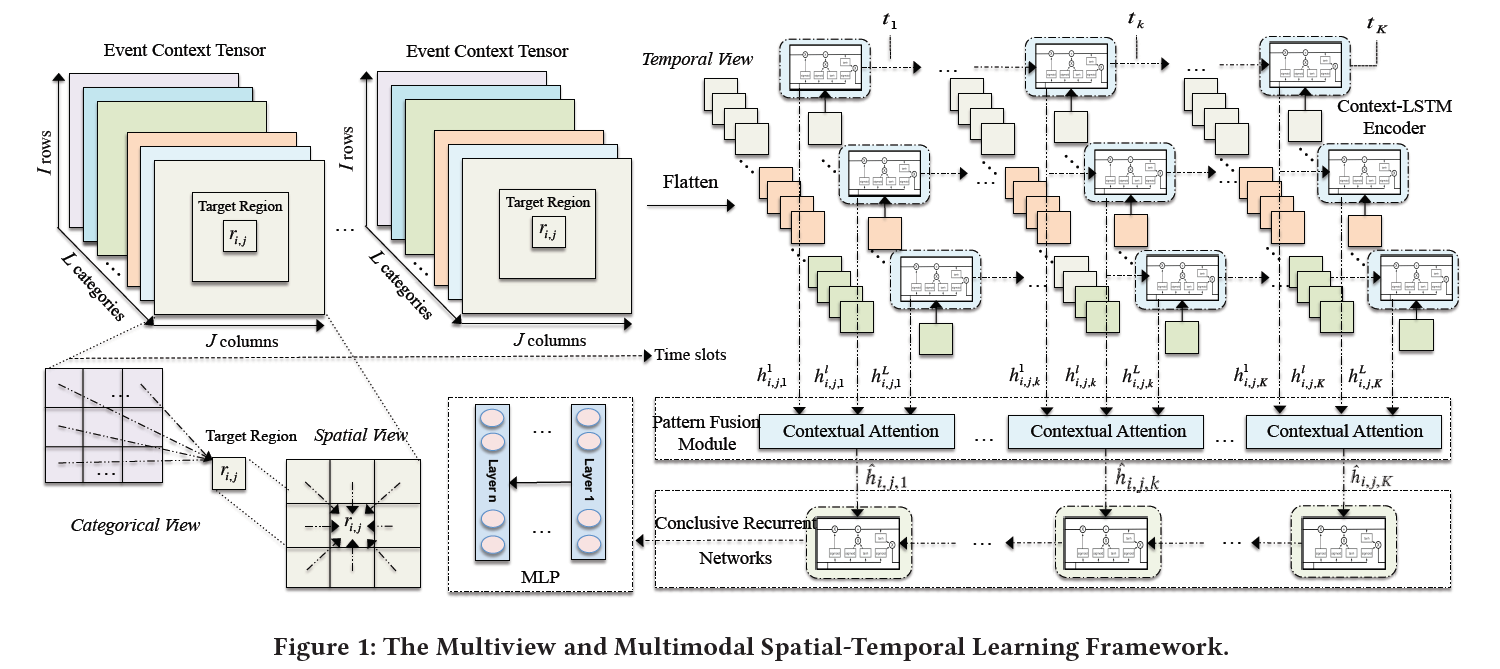 Event Context Tensor
Event Context Tensor
I rows
I rows
Target Region
r_{i,j}
Target Region
r_{i,j}
...
...
...
L categories
L categories
J columns
J columns
Time slots
Flatten
Temporal View
t_1
t_k
t_K
...
...
...
...
...
...
Context-LSTM
Encoder
h^1_{i,j,1} h^l_{i,j,1} h^L_{i,j,1}
h^1_{i,j,k} h^l_{i,j,k} h^L_{i,j,k}
h^1_{i,j,K} h^l_{i,j,K} h^L_{i,j,K}
...
...
Target Region
r_{i,j}
Categorical View
Spatial View
r_{i,j}
Layer n
Layer 1
...
...
MLP
Pattern Fusion
Module
Contextual Attention
...
Contextual Attention
...
Contextual Attention
ĥ_{i,j,1}
ĥ_{i,j,k}
ĥ_{i,j,K}
Conclusive Recurrent
Networks
...
...
Figure 1: The Multiview and Multimodal Spatial-Temporal Learning Framework.